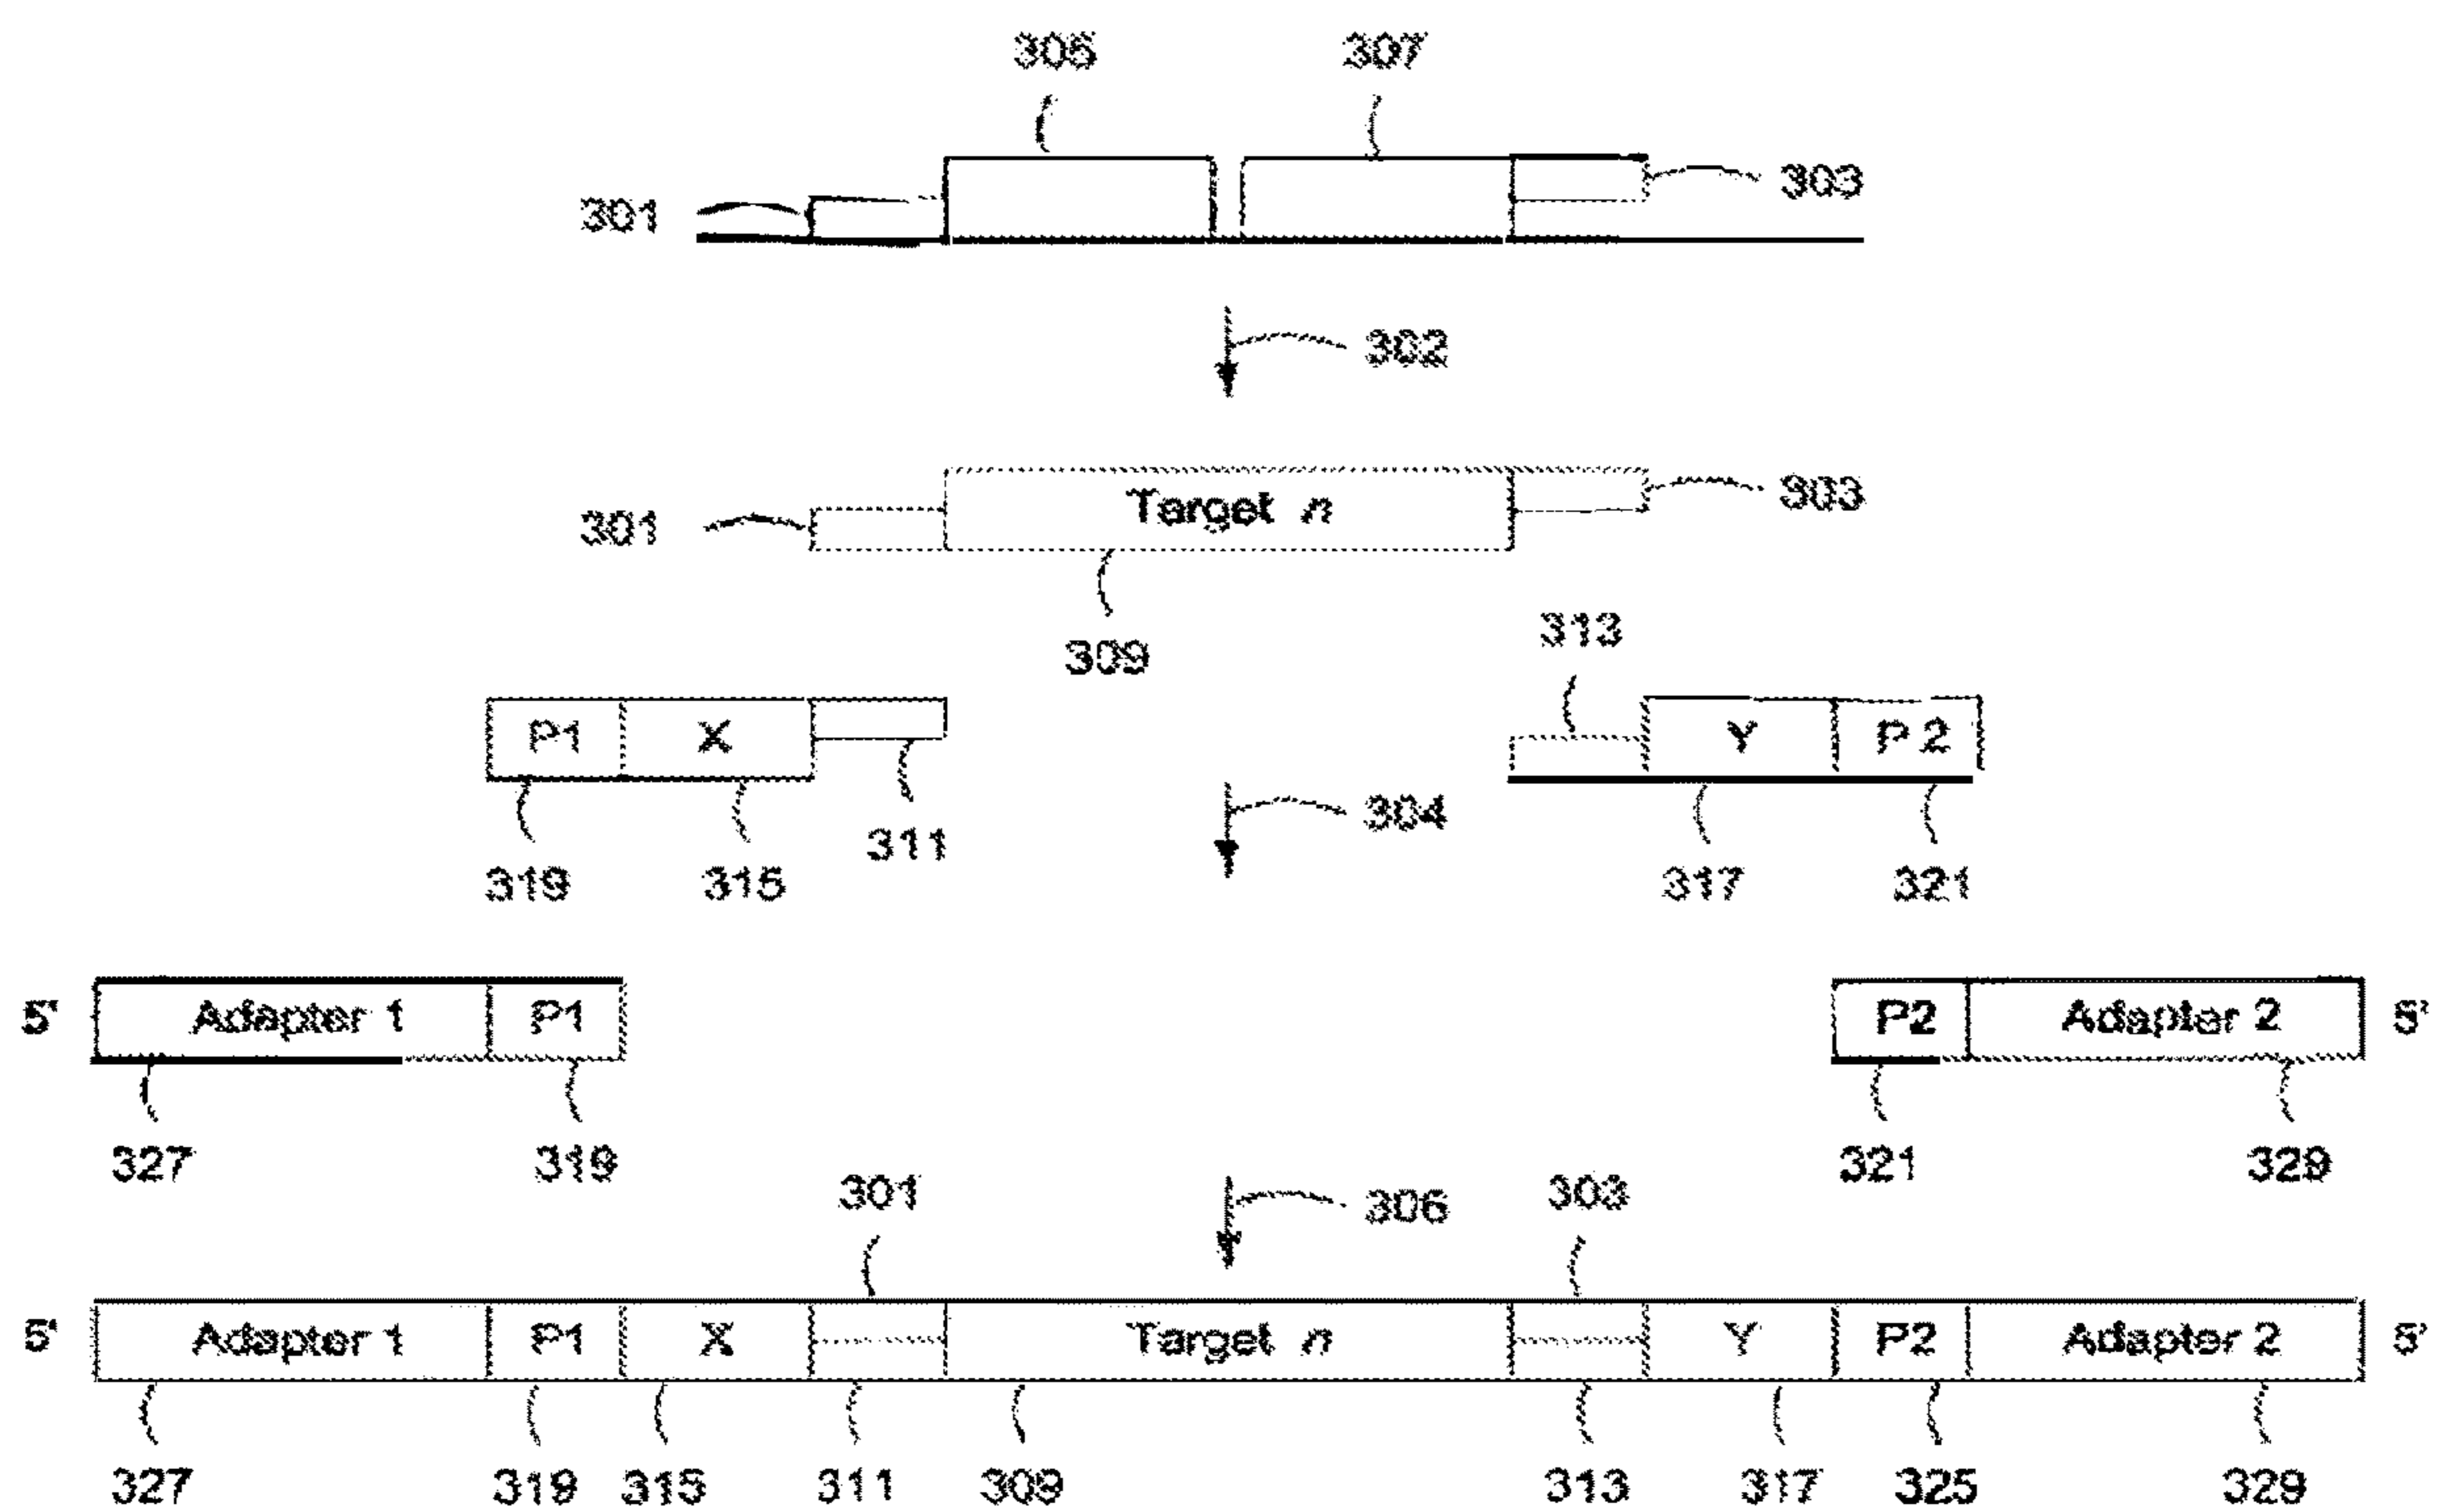 305 307
301 303
302
301 Target n 303
309 313
P1 X Y P 2
304
311
319 315 317 321
5' Adapter 1 P1 P2 Adapter 2 5'
327 319 321 329
301 306 303
5' Adapter 1 P1 X Target n Y P2 Adapter 2 5'
327 319 315 311 309 313 317 325 329